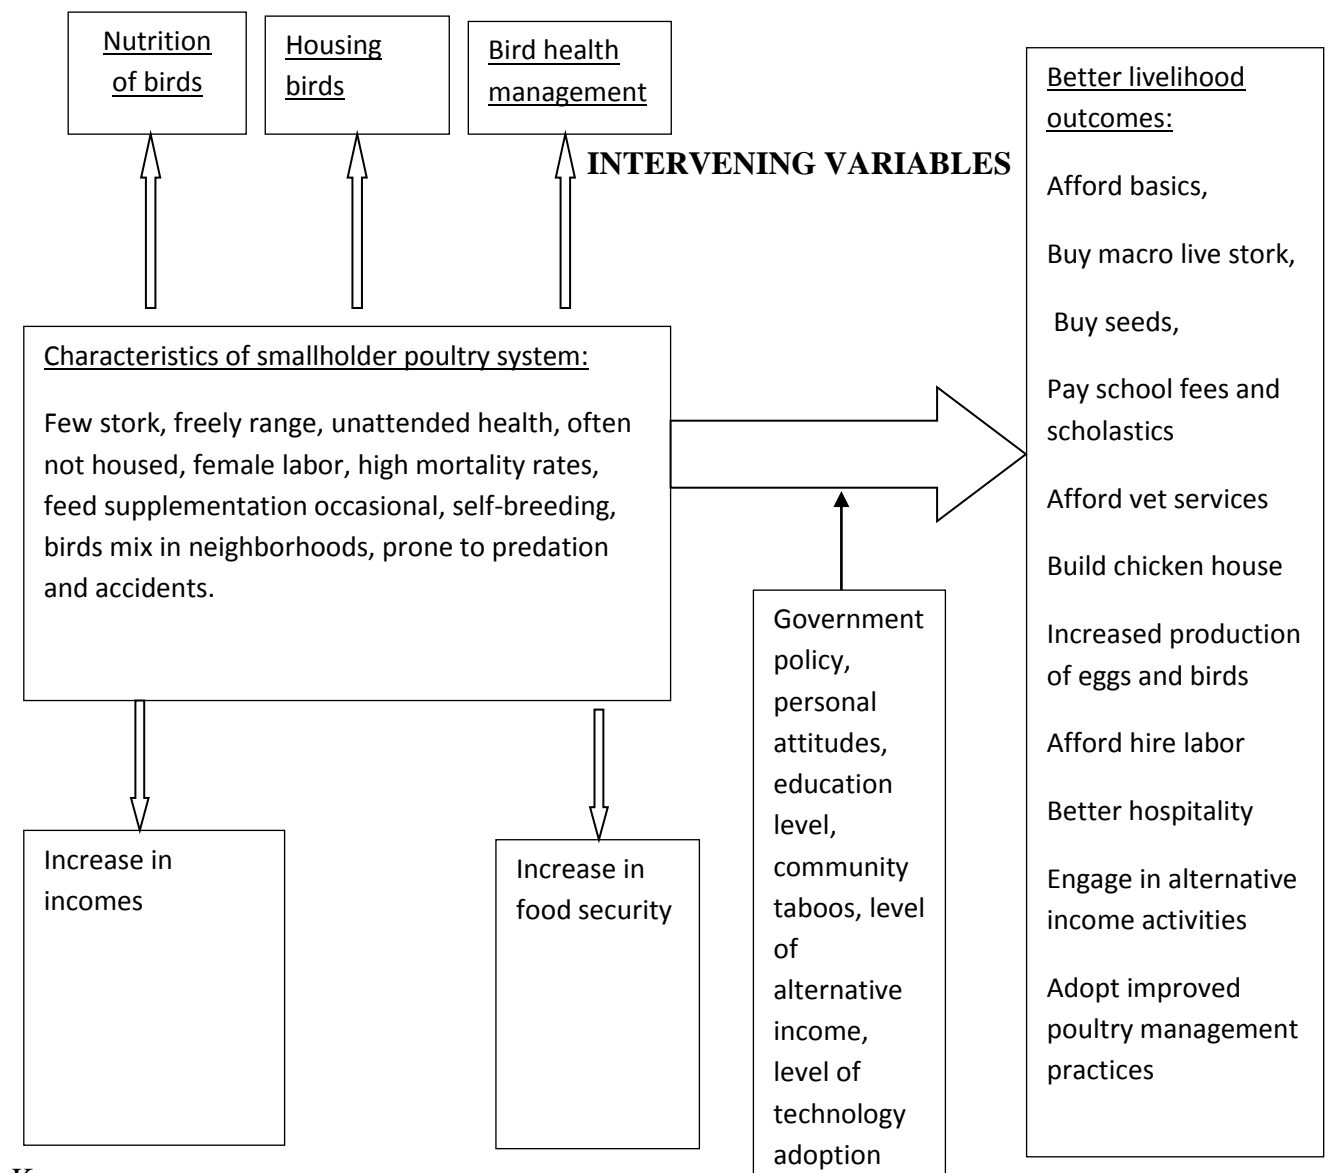 Nutrition
of birds
Housing
birds
Bird health
management
INTERVENING VARIABLES
Characteristics of smallholder poultry system:
Few stork, freely range, unattended health, often
not housed, female labor, high mortality rates,
feed supplementation occasional, self-breeding,
birds mix in neighborhoods, prone to predation
and accidents.
Increase in
incomes
Increase in
food security
Government
policy,
personal
attitudes,
education
level,
community
taboos, level
of
alternative
income,
level of
technology
adoption
Better livelihood
outcomes:
Afford basics,
Buy macro live stork,
Buy seeds,
Pay school fees and
scholastics
Afford vet services
Build chicken house
Increased production
of eggs and birds
Afford hire labor
Better hospitality
Engage in alternative
income activities
Adopt improved
poultry management
practices